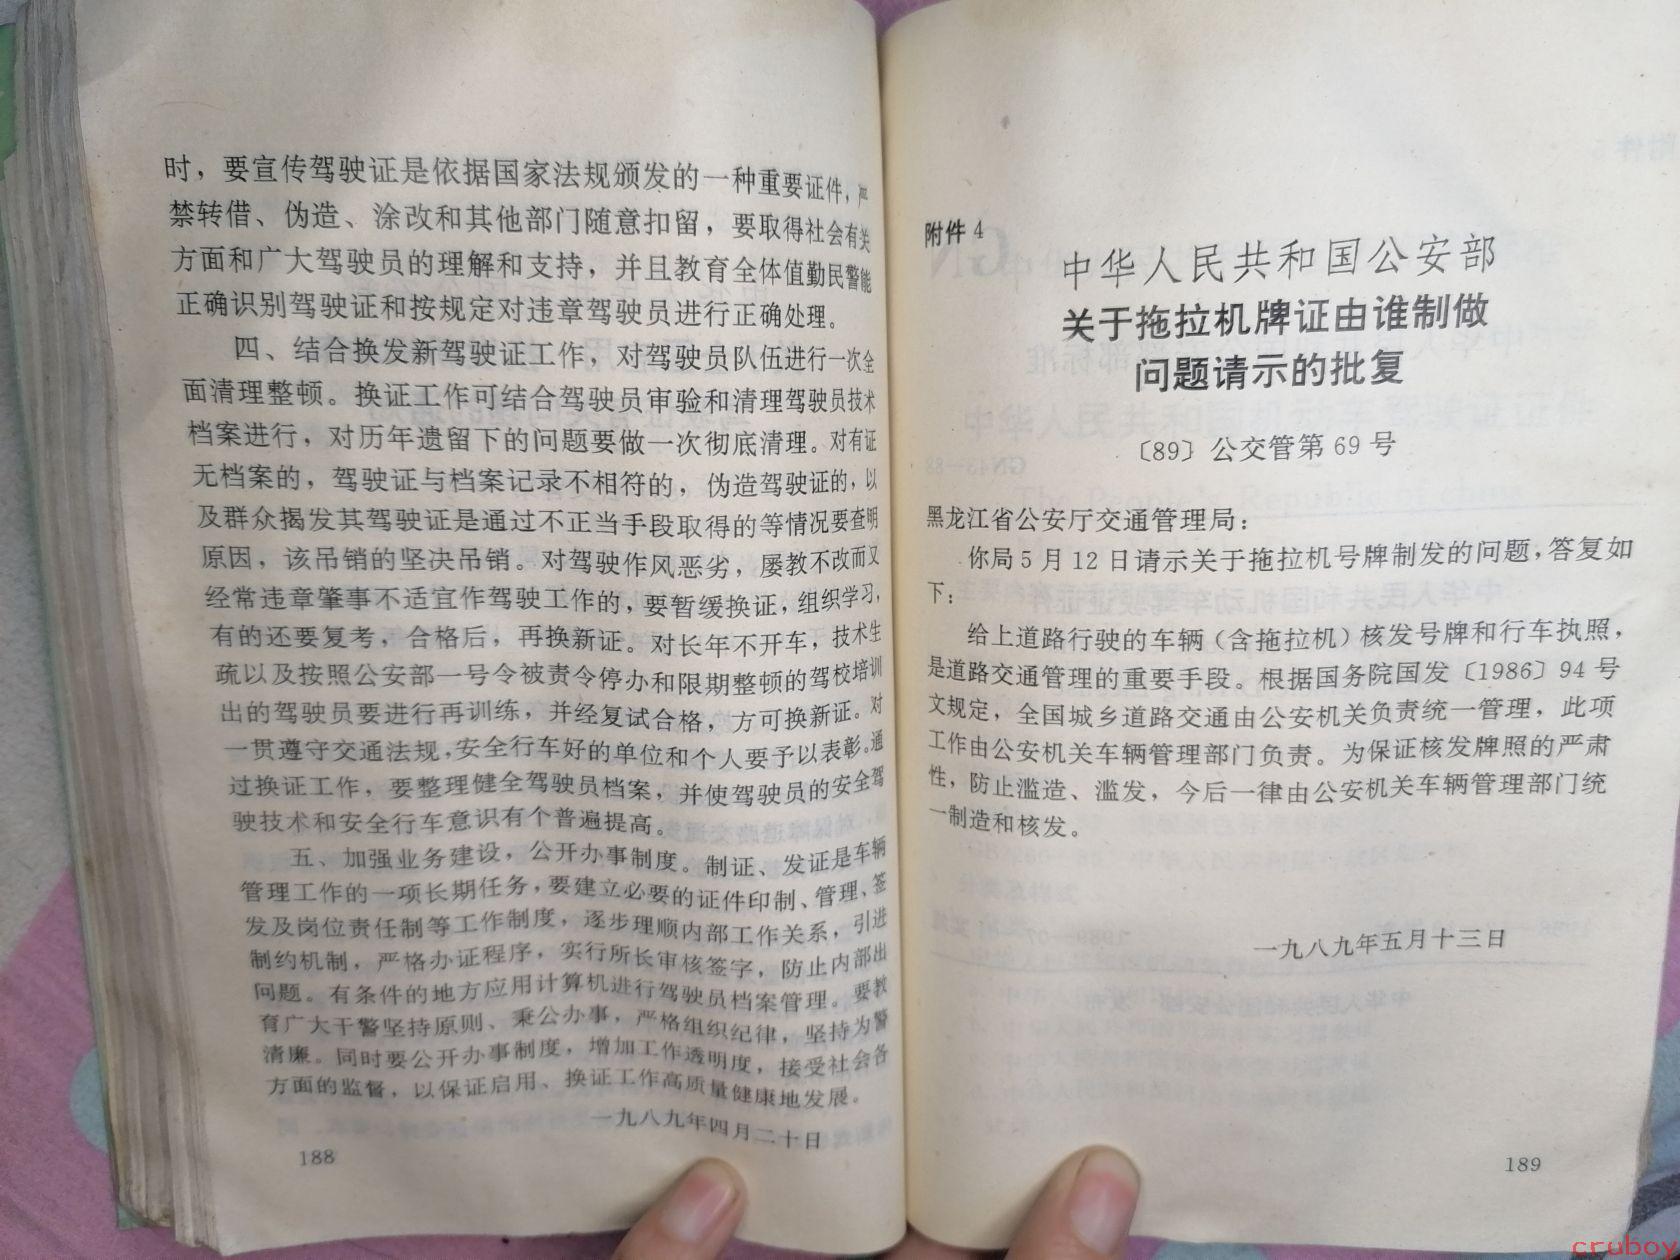 时，要宣传驾驶证是依据国家法规颁发的一种重要证件，严
禁转借、伪造、涂改和其他部门随意扣留，要取得社会有关
方面和广大驾驶员的理解和支持，并且教育全体值勤民警能
正确识别驾驶证和按规定对违章驾驶员进行正确处理。
四、结合换发新驾驶证工作，对驾驶员队伍进行一次全
面清理整顿。换证工作可结合驾驶员审验和清理驾驶员技术
档案进行，对历年遗留下的问题要做一次彻底清理。对有证
无档案的，驾驶证与档案记录不相符的，伪造驾驶证的，以
及群众揭发其驾驶证是通过不正当手段取得的等情况要查明
原因，该吊销的坚决吊销。对驾驶作风恶劣，屡教不改而又
经常违章肇事不适宜作驾驶工作的，要暂缓换证，组织学习，
有的还要复考，合格后，再换新证。对长年不开车，技术生
疏以及按照公安部一号令被责令停办和限期整顿的驾校培训
出的驾驶员要进行再训练，并经复试合格，方可换新证。对
一贯遵守交通法规，安全行车好的单位和个人要予以表彰。通
过换证工作，要整理健全驾驶员档案，并使驾驶员的安全驾
驶技术和安全行车意识有个普遍提高。
五、加强业务建设，公开办事制度。制证、发证是车辆
管理工作的一项长期任务，要建立必要的证件印制、管理、签
发及岗位责任制等工作制度，逐步理顺内部工作关系，引进
制约机制，严格办证程序，实行所长审核签字，防止内部出
问题。有条件的地方应用计算机进行驾驶员档案管理。要教
育广大干警坚持原则、秉公办事，严格组织纪律，坚持为警
清廉。同时要公开办事制度，增加工作透明度，接受社会各
方面的监督，以保证启用、换证工作高质量健康地发展。
一九八九年四月二十日
188
附件4
中华人民共和国公安部
关于拖拉机牌证由谁制做
问题请示的批复
〔89〕公交管第69号
黑龙江省公安厅交通管理局：
你局5月12日请示关于拖拉机号牌制发的问题，答复如
下：
给上道路行驶的车辆（含拖拉机）核发号牌和行车执照，
是道路交通管理的重要手段。根据国务院国发〔1986〕94号
文规定，全国城乡道路交通由公安机关负责统一管理，此项
工作由公安机关车辆管理部门负责。为保证核发牌照的严肃
性，防止滥造、滥发，今后一律由公安机关车辆管理部门统
一制造和核发。
一九八九年五月十三日
189
cruboy